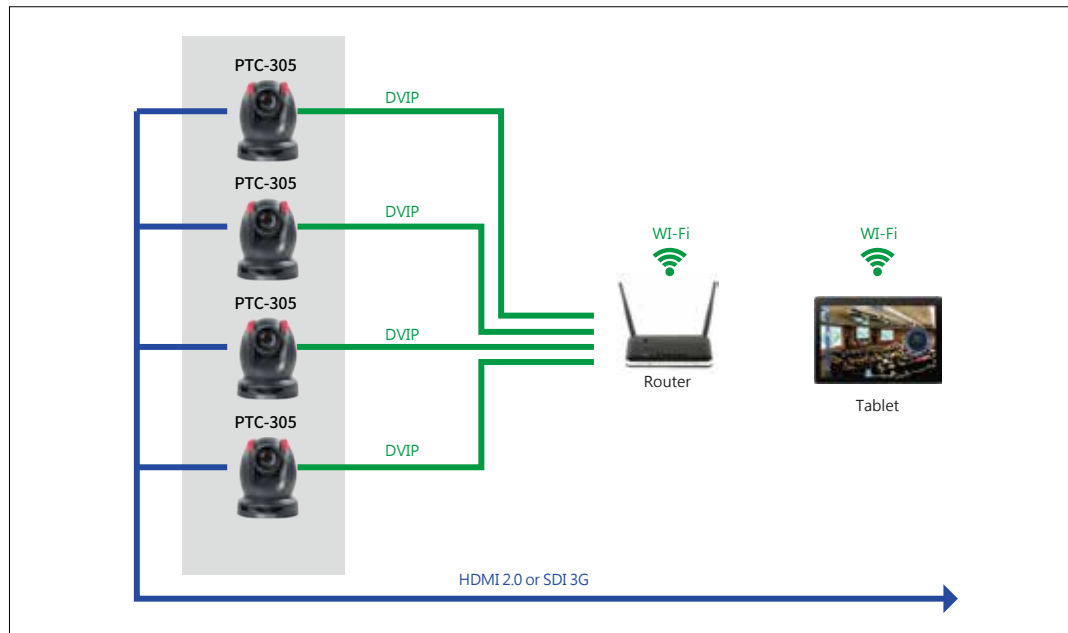 PTC-305
DVIP
PTC-305
DVIP
WI-Fi
WI-Fi
PTC-305
DVIP
Router
Tablet
PTC-305
DVIP
HDMI 2.0 or SDI 3G